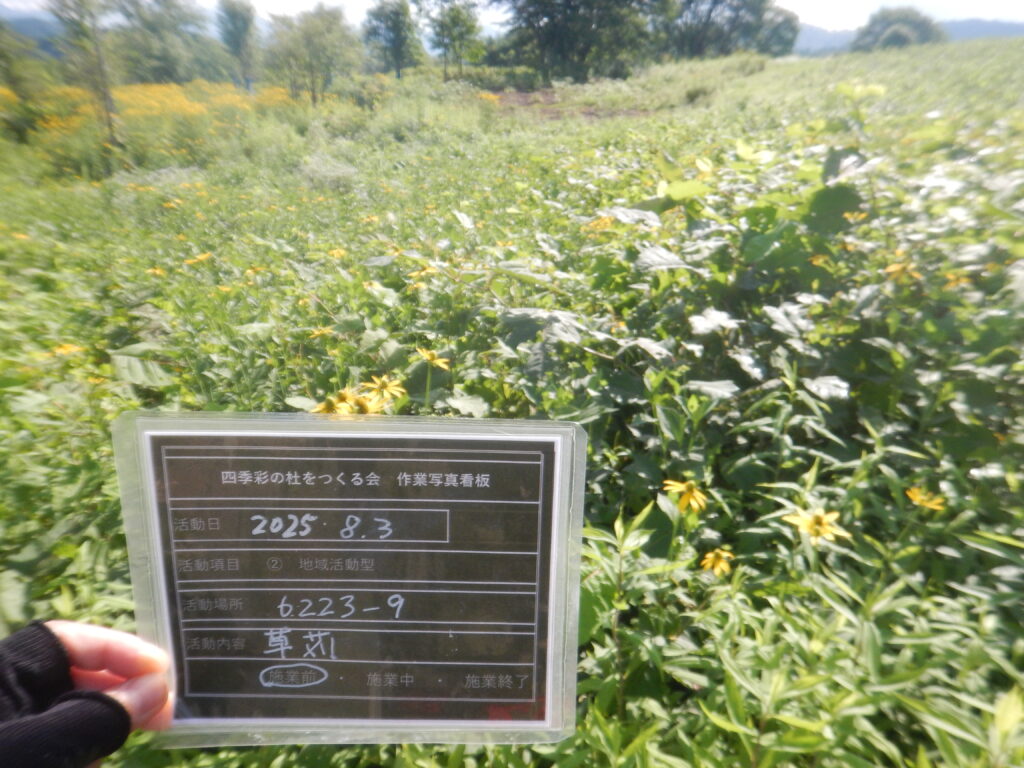 四季彩の杜をつくる会　作業写真看板
活動日 2025・8.3
活動項目　②　地域活動型
活動場所 6223-9
活動内容 草刈
施業前　・　施業中　・　施業終了